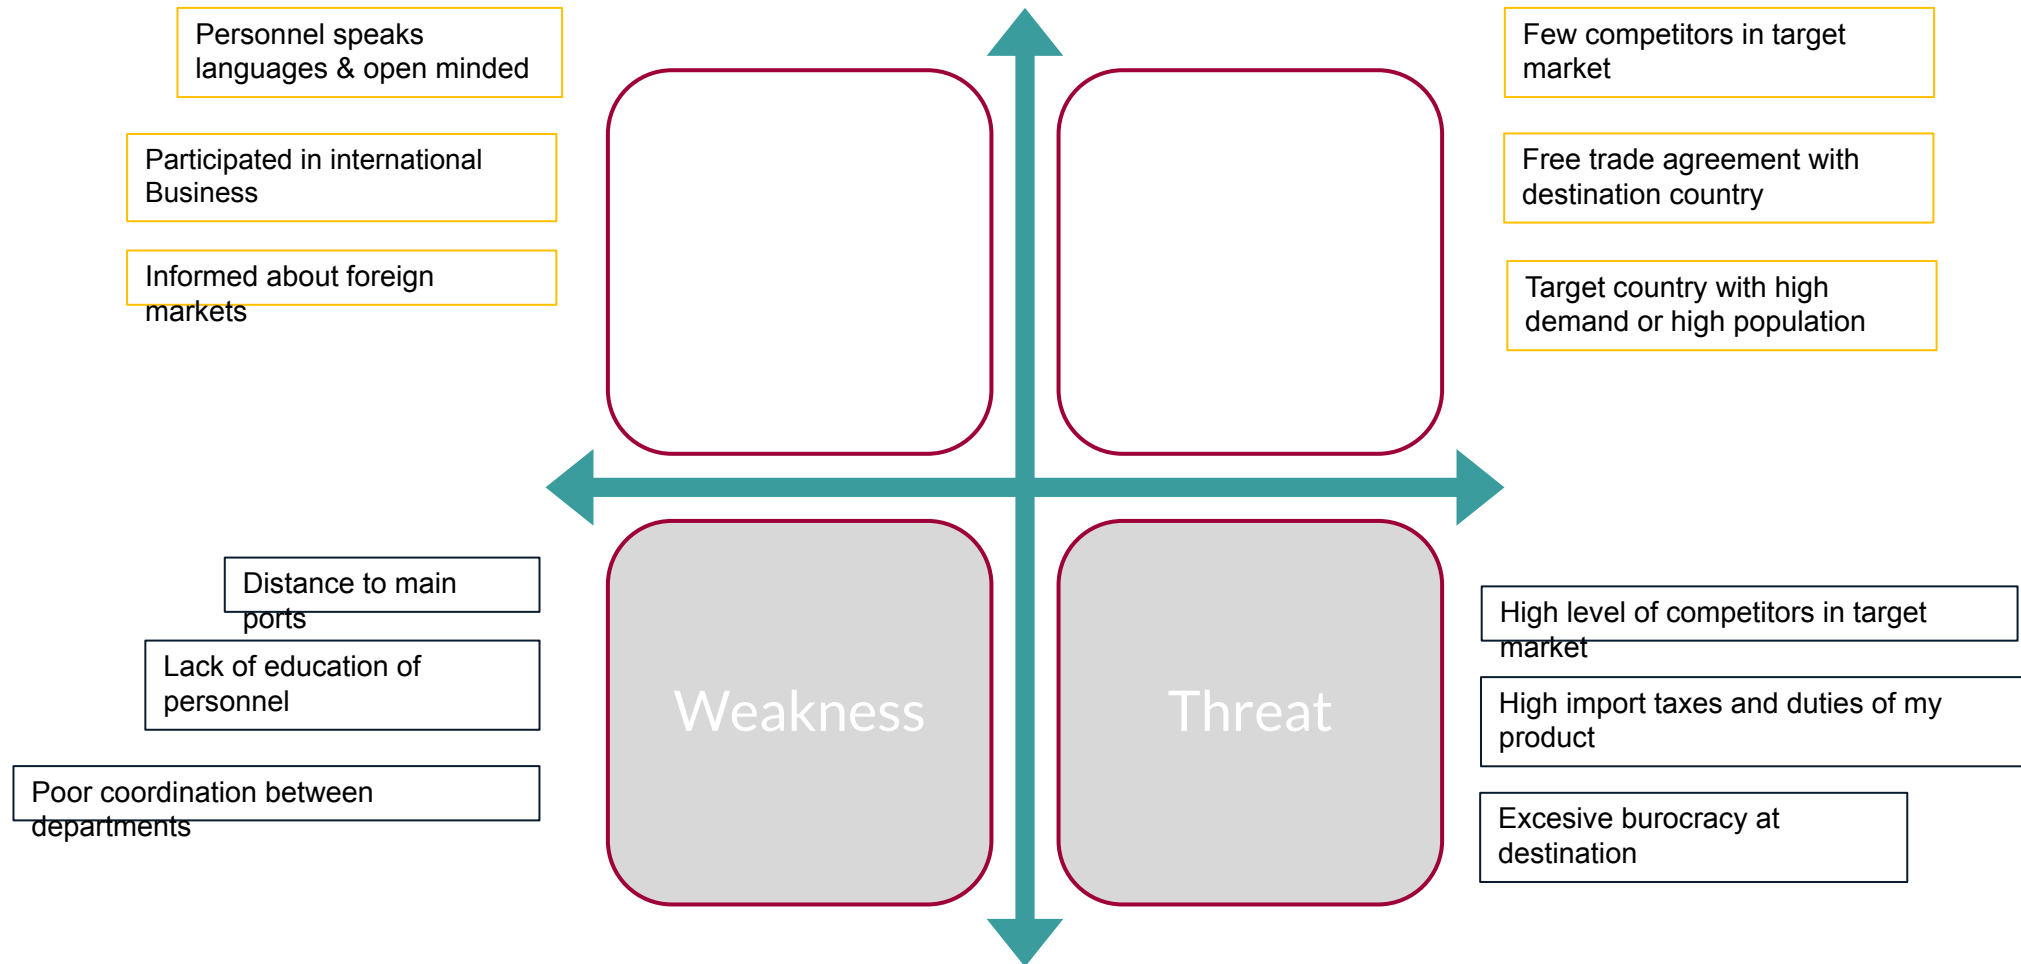 Personnel speaks
languages & open minded
Participated in international
Business
Informed about foreign
markets
Few competitors in target
market
Free trade agreement with
destination country
Target country with high
demand or high population
Distance to main
ports
Lack of education of
personnel
Poor coordination between
departments
Weakness
Threat
High level of competitors in target
market
High import taxes and duties of my
product
Excesive burocracy at
destination